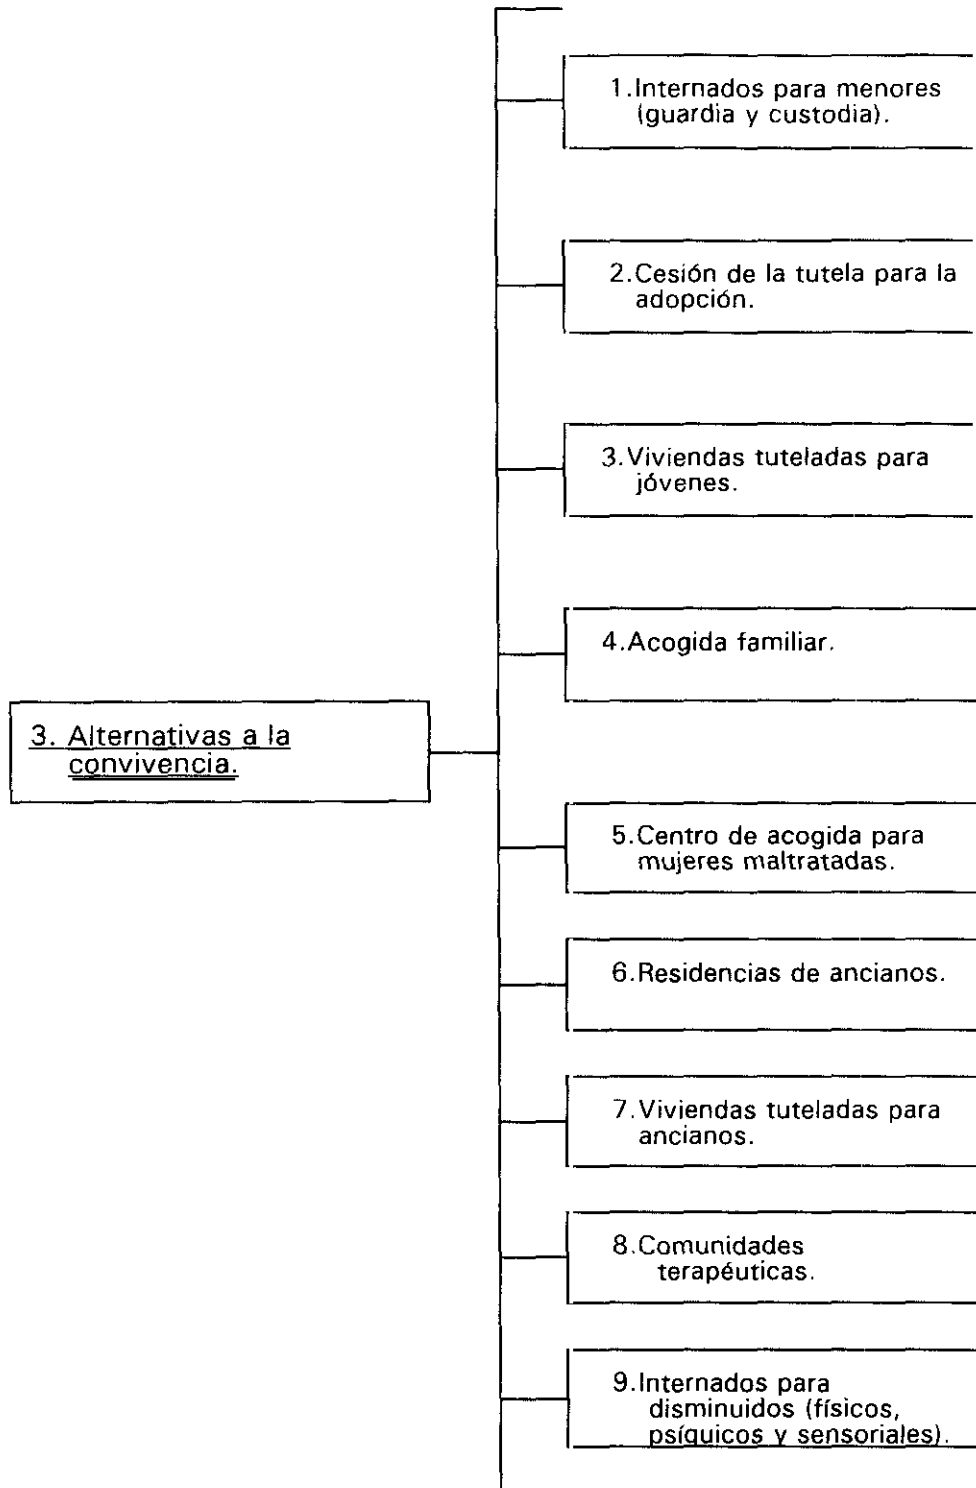 1.Internados para menores
(guardia y custodia).
2.Cesión de la tutela para la
adopción.
3.Viviendas tuteladas para
jóvenes.
4.Acogida familiar.
3. Alternativas a la
convivencia.
5.Centro de acogida para
mujeres maltratadas.
6.Residencias de ancianos.
7.Viviendas tuteladas para
ancianos.
8.Comunidades
terapéuticas.
9.Internados para
disminuidos (físicos,
psíquicos y sensoriales).